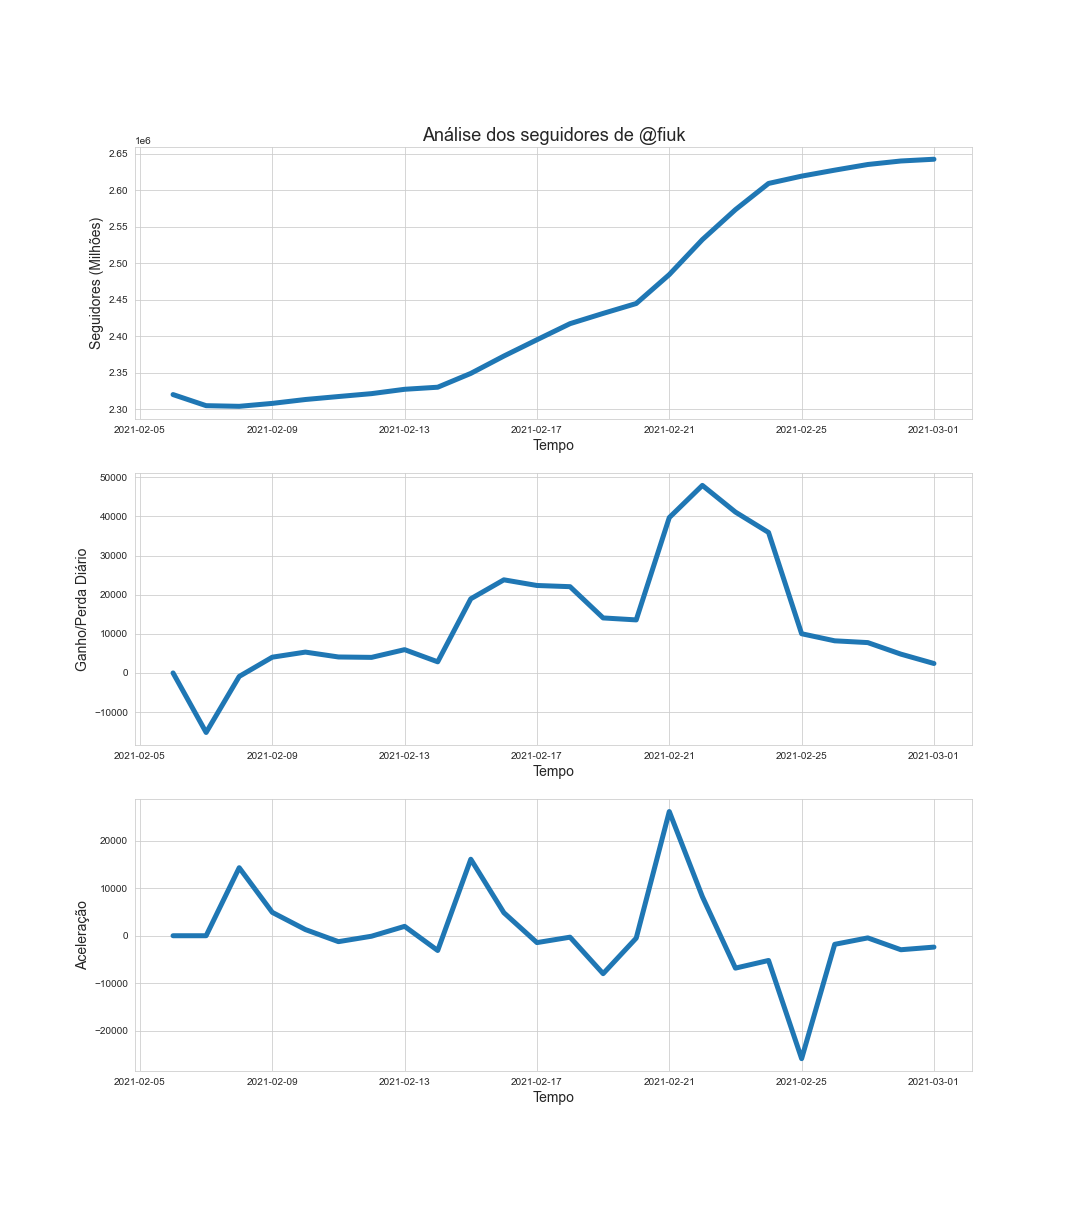 Análise dos seguidores de @fiuk
1e6
2.65
2.60
2.55
2.50
2.45
2.40
2.35
2.30
Seguidores (Milhões)
2021-02-05 2021-02-09 2021-02-13 2021-02-17 2021-02-21 2021-02-25 2021-03-01
Tempo
50000
40000
30000
20000
10000
0
−10000
Ganho/Perda Diário
2021-02-05 2021-02-09 2021-02-13 2021-02-17 2021-02-21 2021-02-25 2021-03-01
Tempo
20000
10000
0
−10000
−20000
Aceleração
2021-02-05 2021-02-09 2021-02-13 2021-02-17 2021-02-21 2021-02-25 2021-03-01
Tempo